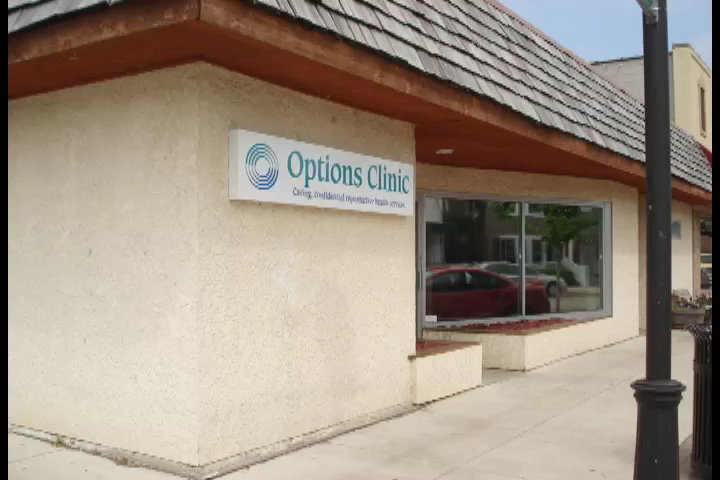 Options Clinic
Caring, confidential reproductive health services